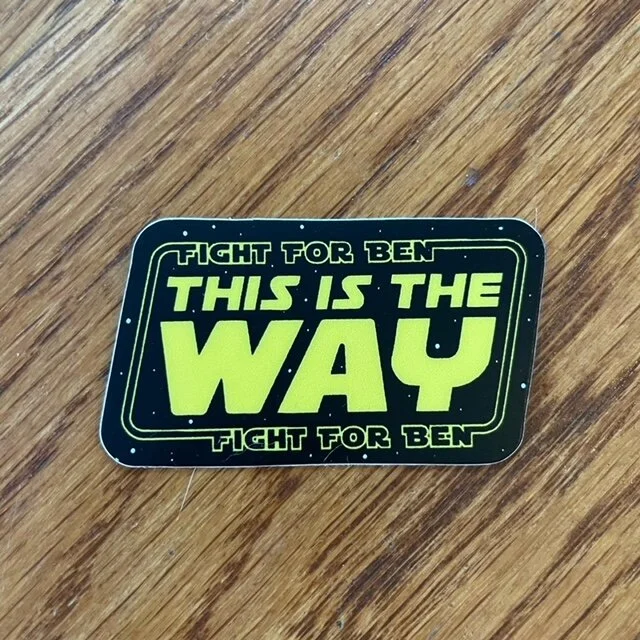 FIGHT FOR BEN
THIS IS THE
WAY
FIGHT FOR BEN